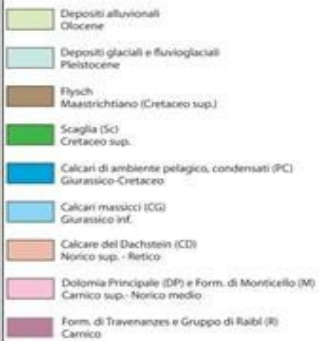 Depositi alluvionali
Olocene
Depositi glaciali e fluvioglaciali
Pleistocene
Flysch
Maastrichtiano (Cretaceo sup.)
Scaglia (Sc)
Cretaceo sup.
Calcari di ambiente pelagico, condensati (PC)
Giurassico-Cretaceo
Calcari massicci (CG)
Giurassico inf.
Calcare del Dachstein (CD)
Norico sup. - Retico
Dolomia Principale (DP) e Form. di Monticello (M)
Carnico sup.- Norico medio
Form. di Travenanzes e Gruppo di Raibl (R)
Carnico